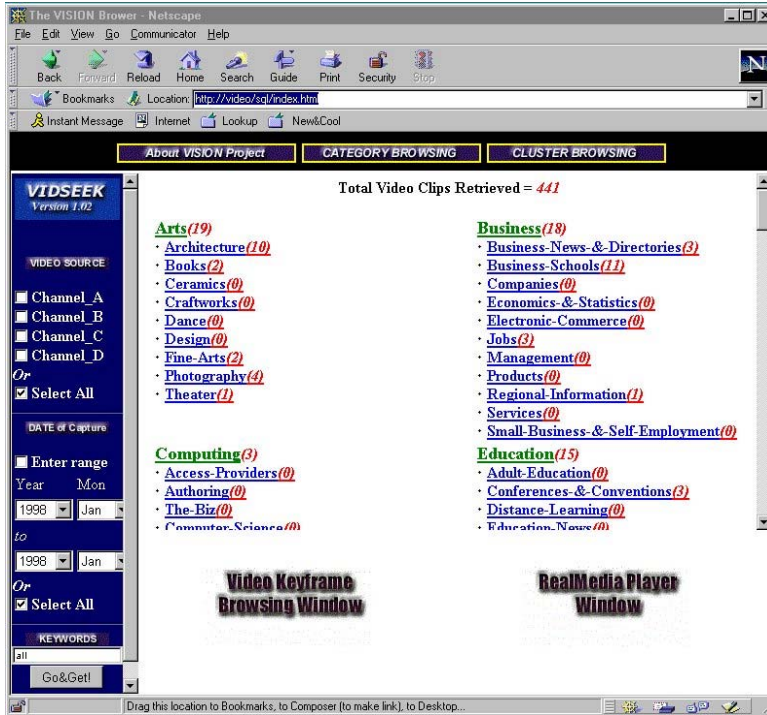 The VISION Brower - Netscape
File Edit View Go Communicator Help
Back Forward Reload Home Search Guide Print Security Stop
N
Bookmarks Location: http://video/sql/index.htm
Instant Message Internet Lookup New&Cool
About VISION Project CATEGORY BROWSING CLUSTER BROWSING
VIDSEEK
Version 1.02
VIDEO SOURCE
Channel_A
Channel_B
Channel_C
Channel_D
Or
Select All
DATE of Capture
Enter range
Year Mon
1998 Jan
to
1998 Jan
Or
Select All
KEYWORDS
all
Go&Get!
Total Video Clips Retrieved = 441
Arts(19)
· Architecture(10)
· Books(2)
· Ceramics(0)
· Craftworks(0)
· Dance(0)
· Design(0)
· Fine-Arts(2)
· Photography(4)
· Theater(1)
Business(18)
· Business-News-&-Directories(3)
· Business-Schools(11)
· Companies(0)
· Economics-&-Statistics(0)
· Electronic-Commerce(0)
· Jobs(3)
· Management(0)
· Products(0)
· Regional-Information(1)
· Services(0)
· Small-Business-&-Self-Employment(0)
Computing(3)
· Access-Providers(0)
· Authoring(0)
· The-Biz(0)
· Computer-Science(0)
Education(15)
· Adult-Education(0)
· Conferences-&-Conventions(3)
· Distance-Learning(0)
· Education-News(0)
Video Keyframe
Browsing Window
RealMedia Player
Window
Drag this location to Bookmarks, to Composer (to make link), to Desktop...